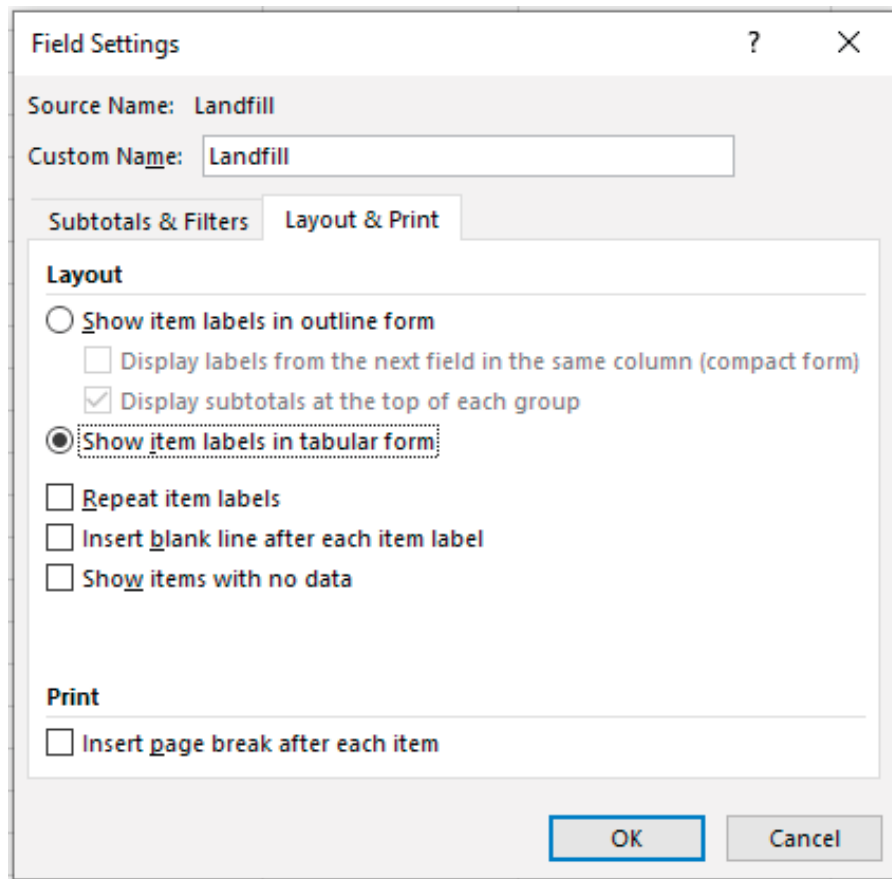 Field Settings ?
Source Name: Landfill
Custom Name: Landfill
Subtotals & Filters Layout & Print
Layout
Show item labels in outline form
Display labels from the next field in the same column (compact form)
Display subtotals at the top of each group
Show item labels in tabular form
Repeat item labels
Insert blank line after each item label
Show items with no data
Print
Insert page break after each item
OK Cancel